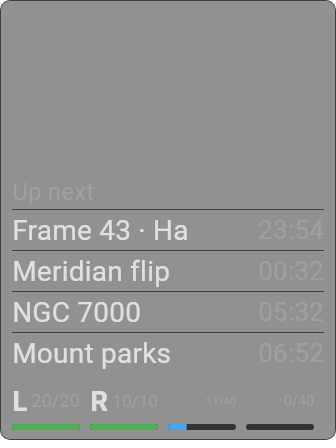 Up next
Frame 43 · Ha 23:54
Meridian flip 00:32
NGC 7000 05:32
Mount parks 06:52
L 20/20 R 10/10 11/40 0/40